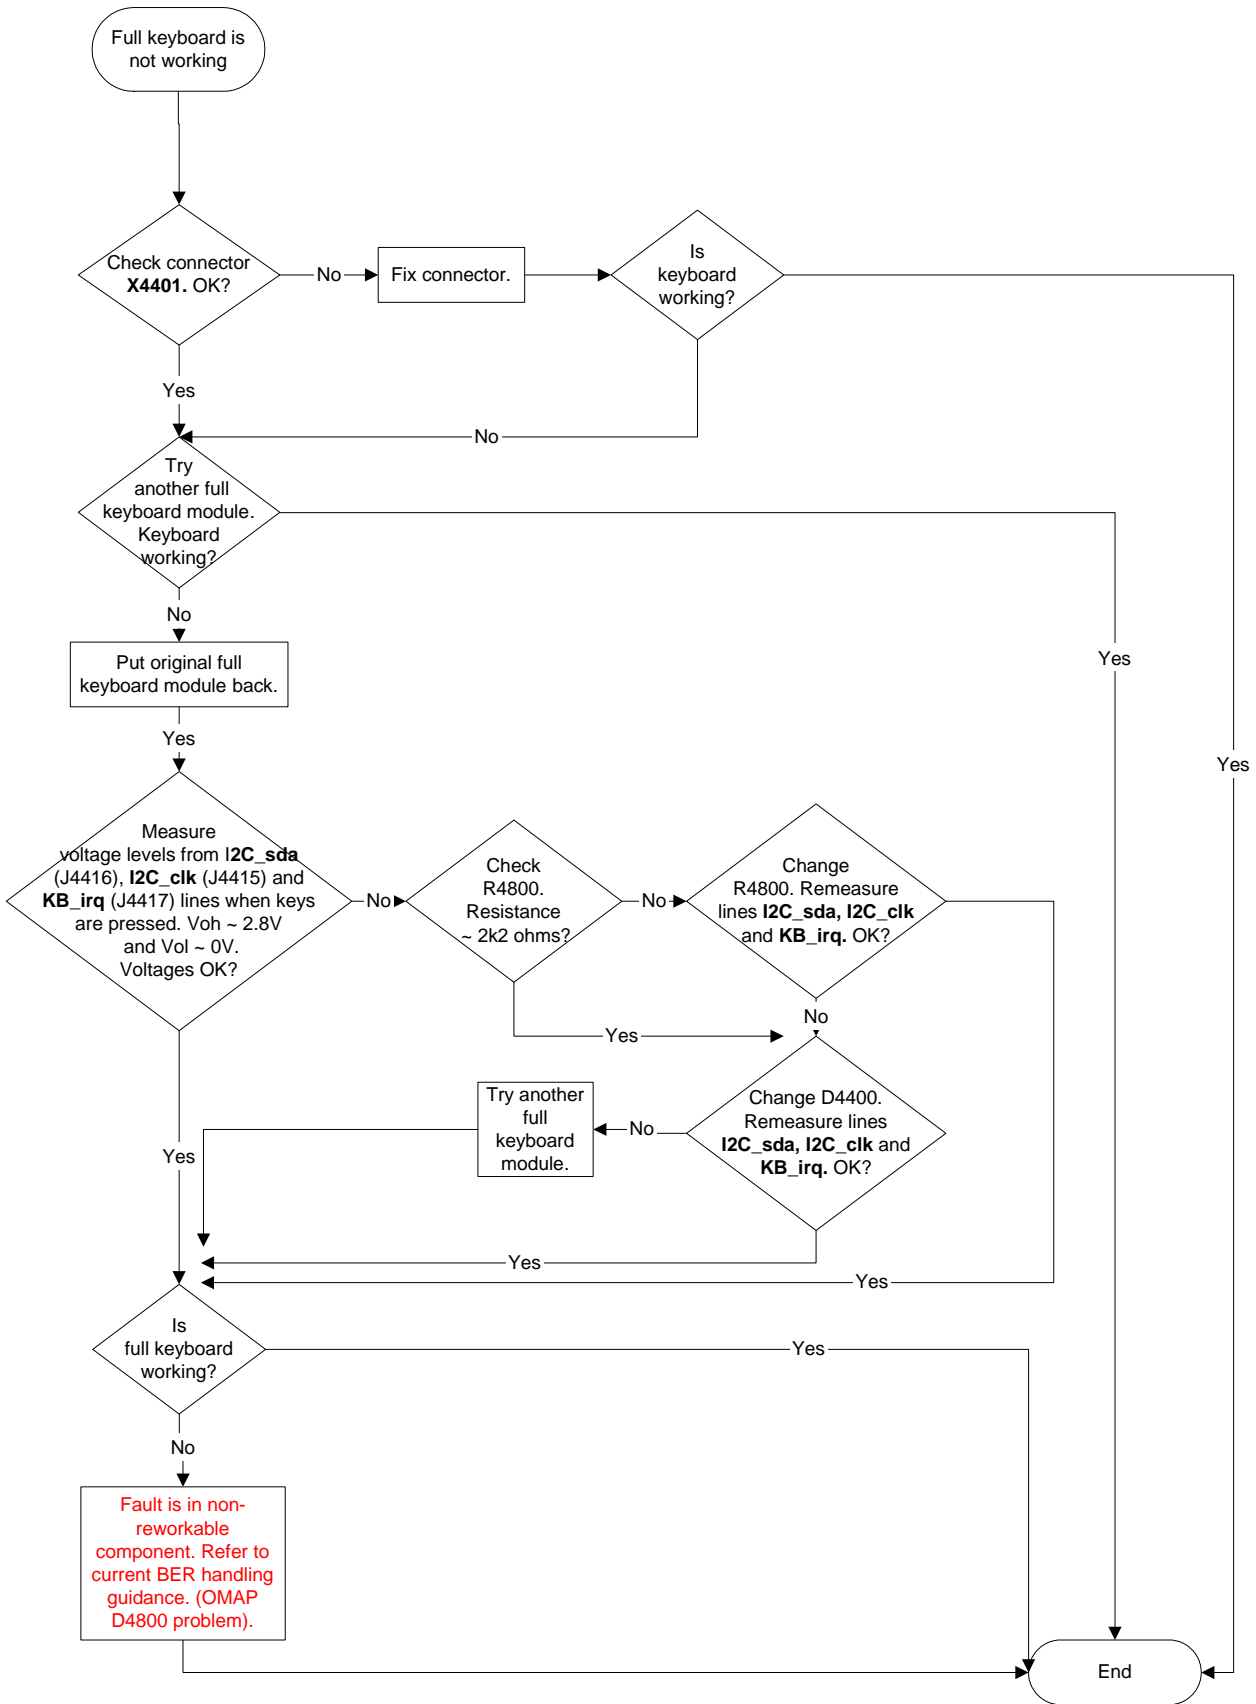 Full keyboard is
not working
Check connector
X4401. OK?
No
Fix connector.
Is
keyboard
working?
Yes
No
Try
another full
keyboard module.
Keyboard
working?
No
Yes
Put original full
keyboard module back.
Yes
Yes
Measure
voltage levels from I2C_sda
(J4416), I2C_clk (J4415) and
KB_irq (J4417) lines when keys
are pressed. Voh ~ 2.8V
and Vol ~ 0V.
Voltages OK?
No
Check
R4800.
Resistance
~ 2k2 ohms?
No
Change
R4800. Remeasure
lines I2C_sda, I2C_clk
and KB_irq. OK?
No
Yes
Change D4400.
Remeasure lines
I2C_sda, I2C_clk and
KB_irq. OK?
No
Try another
full
keyboard
module.
Yes
Yes
Yes
Is
full keyboard
working?
Yes
No
Fault is in non-
reworkable
component. Refer to
current BER handling
guidance. (OMAP
D4800 problem).
End